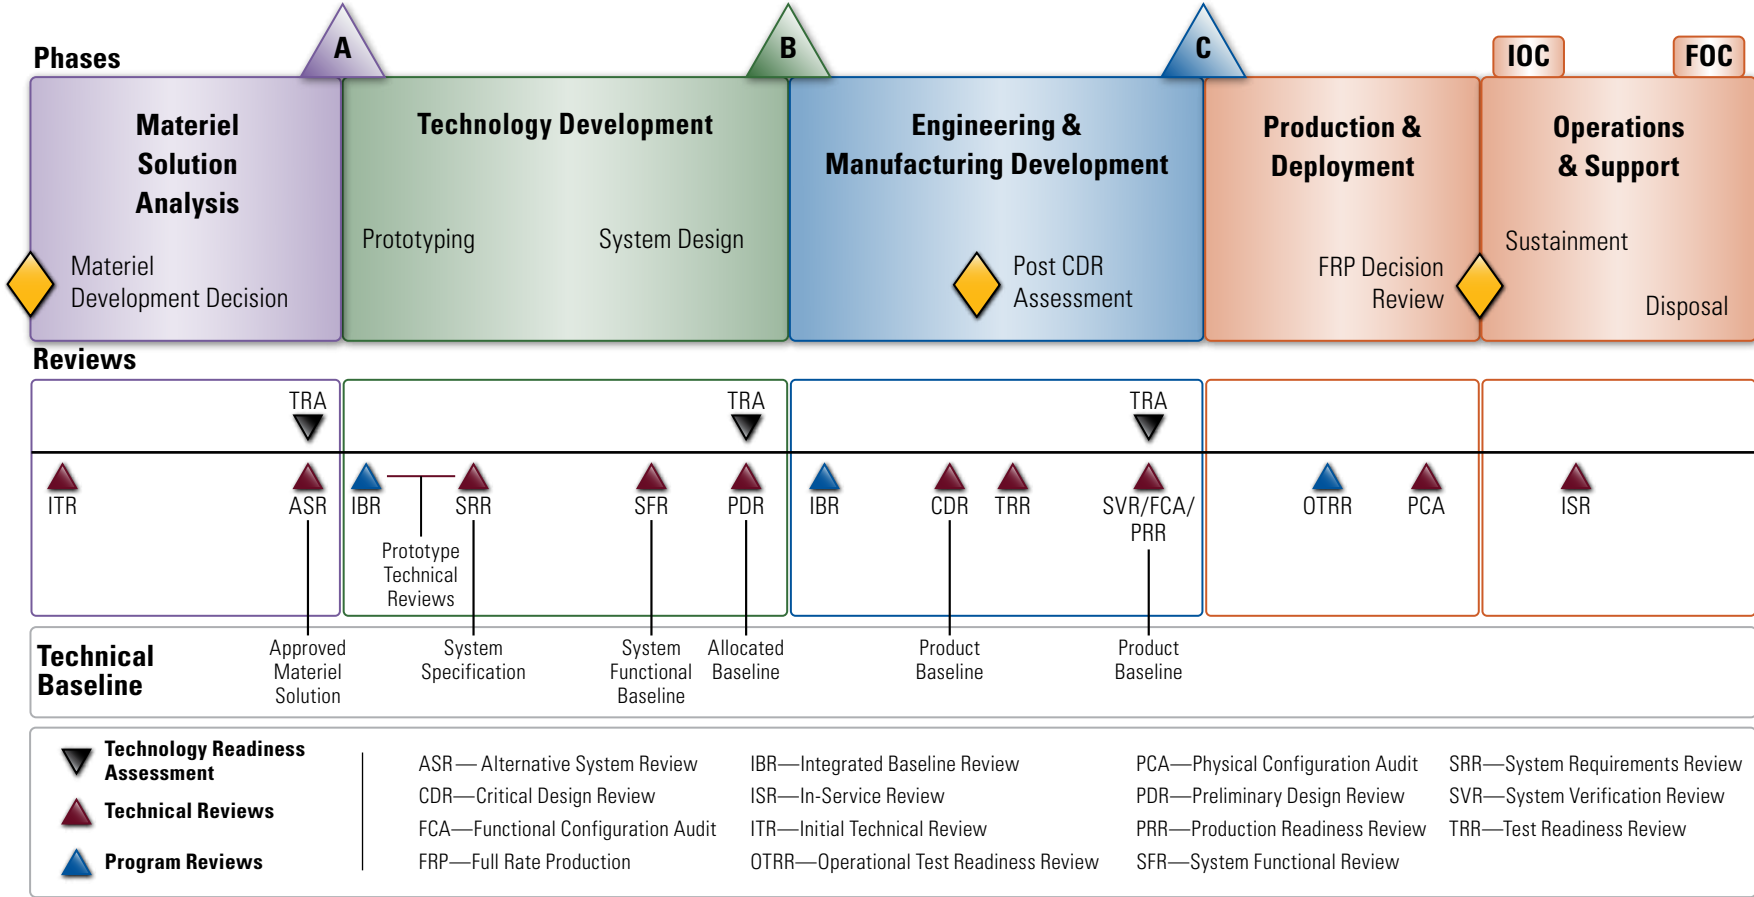 A
B
C
IOC
FOC
Phases
Materiel
Solution
Analysis
Technology Development
Engineering &
Manufacturing Development
Production &
Deployment
Operations
& Support
Materiel
Development Decision
Prototyping
System Design
Post CDR
Assessment
FRP Decision
Review
Sustainment
Disposal
Reviews
TRA
TRA
TRA
ITR
ASR
IBR
SRR
SFR
PDR
IBR
CDR
TRR
SVR/FCA/
PRR
OTRR
PCA
ISR
Prototype
Technical
Reviews
Technical
Baseline
Approved
Materiel
Solution
System
Specification
System
Functional
Baseline
Allocated
Baseline
Product
Baseline
Product
Baseline
Technology Readiness
Assessment
Technical Reviews
Program Reviews
ASR — Alternative System Review
CDR—Critical Design Review
FCA—Functional Configuration Audit
FRP—Full Rate Production
IBR—Integrated Baseline Review
ISR—In-Service Review
ITR—Initial Technical Review
OTRR—Operational Test Readiness Review
PCA—Physical Configuration Audit
PDR—Preliminary Design Review
PRR—Production Readiness Review
SFR—System Functional Review
SRR—System Requirements Review
SVR—System Verification Review
TRR—Test Readiness Review